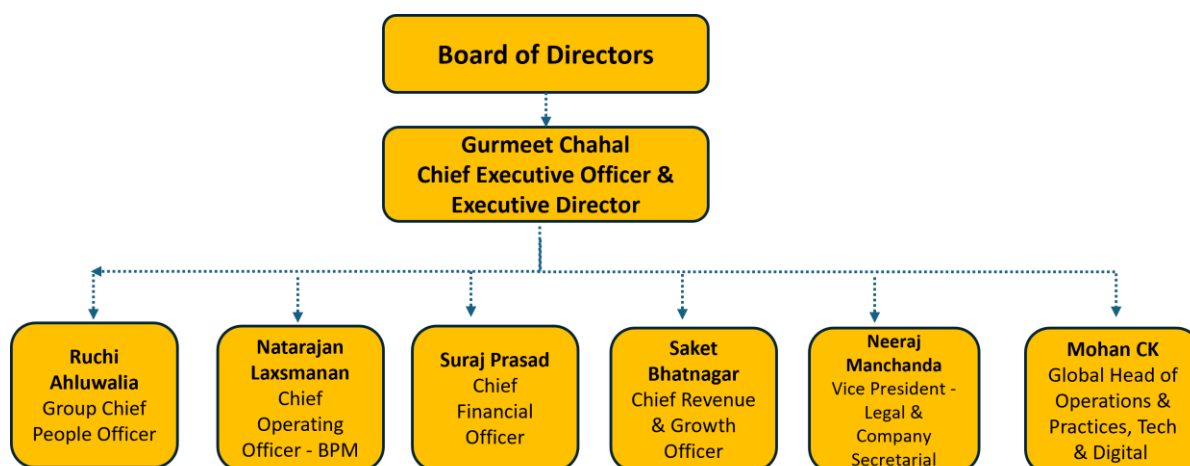 Board of Directors
Gurmeet Chahal
Chief Executive Officer &
Executive Director
Ruchi
Ahluwalia
Group Chief
People Officer
Natarajan
Laxsmanan
Chief
Operating
Officer - BPM
Suraj Prasad
Chief
Financial
Officer
Saket
Bhatnagar
Chief Revenue
& Growth
Officer
Neeraj
Manchanda
Vice President -
Legal &
Company
Secretarial
Mohan CK
Global Head of
Operations &
Practices, Tech
& Digital